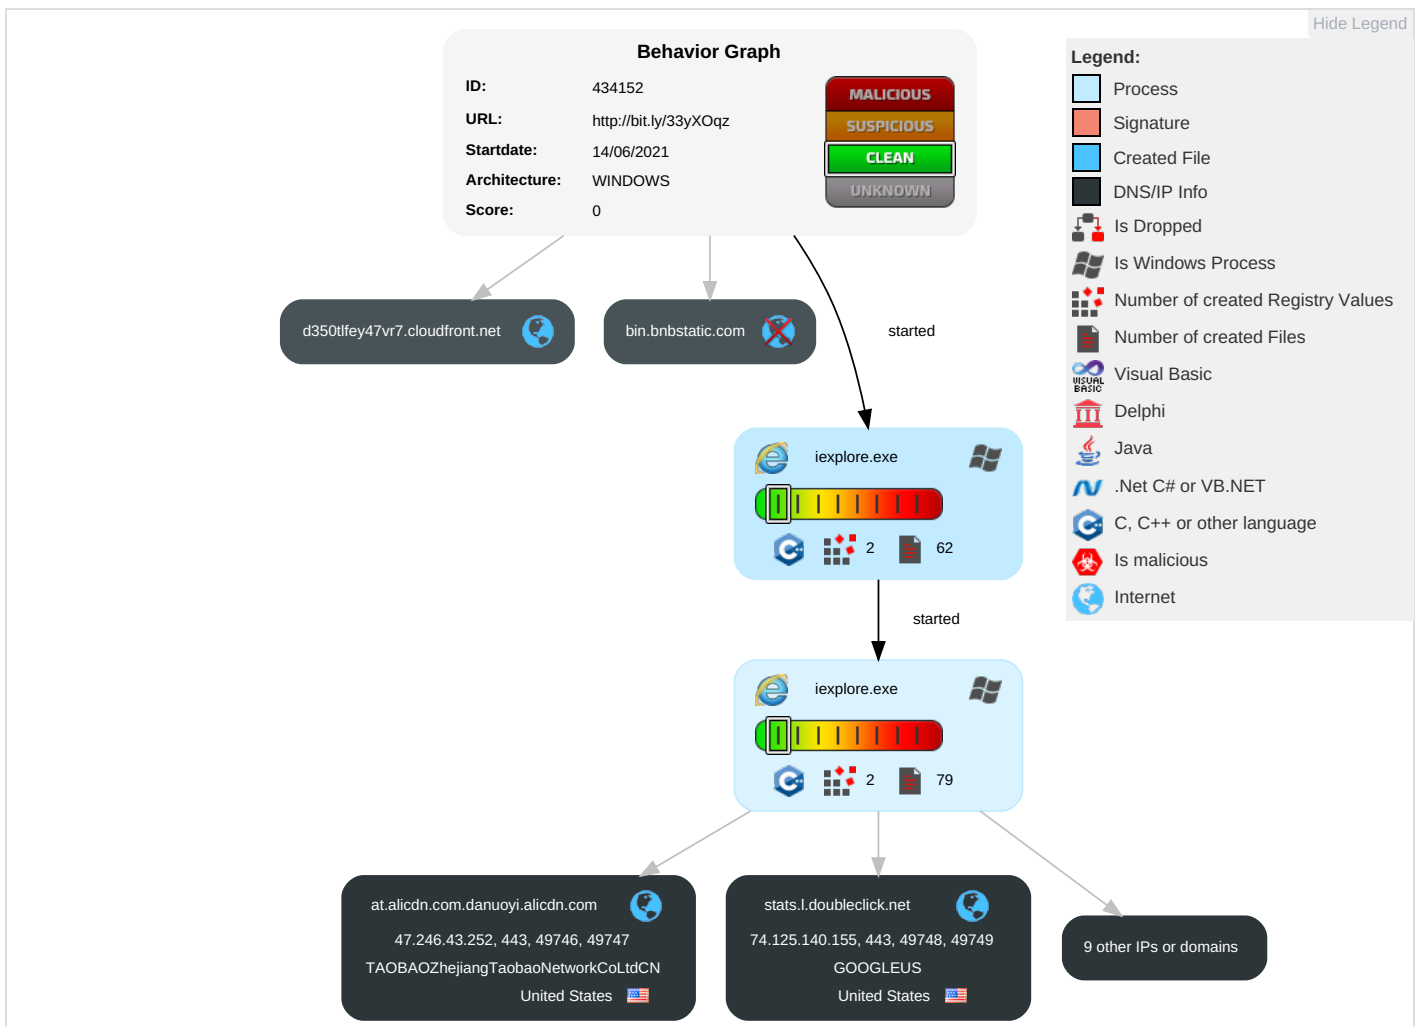 Hide Legend
Behavior Graph
ID: 434152
URL: http://bit.ly/33yXOqz
Startdate: 14/06/2021
Architecture: WINDOWS
Score: 0
MALICIOUS
SUSPICIOUS
CLEAN
UNKNOWN
Legend:
Process
Signature
Created File
DNS/IP Info
Is Dropped
Is Windows Process
Number of created Registry Values
Number of created Files
VISUAL
BASIC
Visual Basic
Delphi
Java
.Net C# or VB.NET
C, C++ or other language
Is malicious
Internet
d350tlfey47vr7.cloudfront.net
bin.bnbstatic.com
started
iexplore.exe
2
62
started
iexplore.exe
2
79
at.alicdn.com.danuoyi.alicdn.com
47.246.43.252, 443, 49746, 49747
TAOBAOZhejiangTaobaoNetworkCoLtdCN
United States
stats.l.doubleclick.net
74.125.140.155, 443, 49748, 49749
GOOGLEUS
United States
9 other IPs or domains